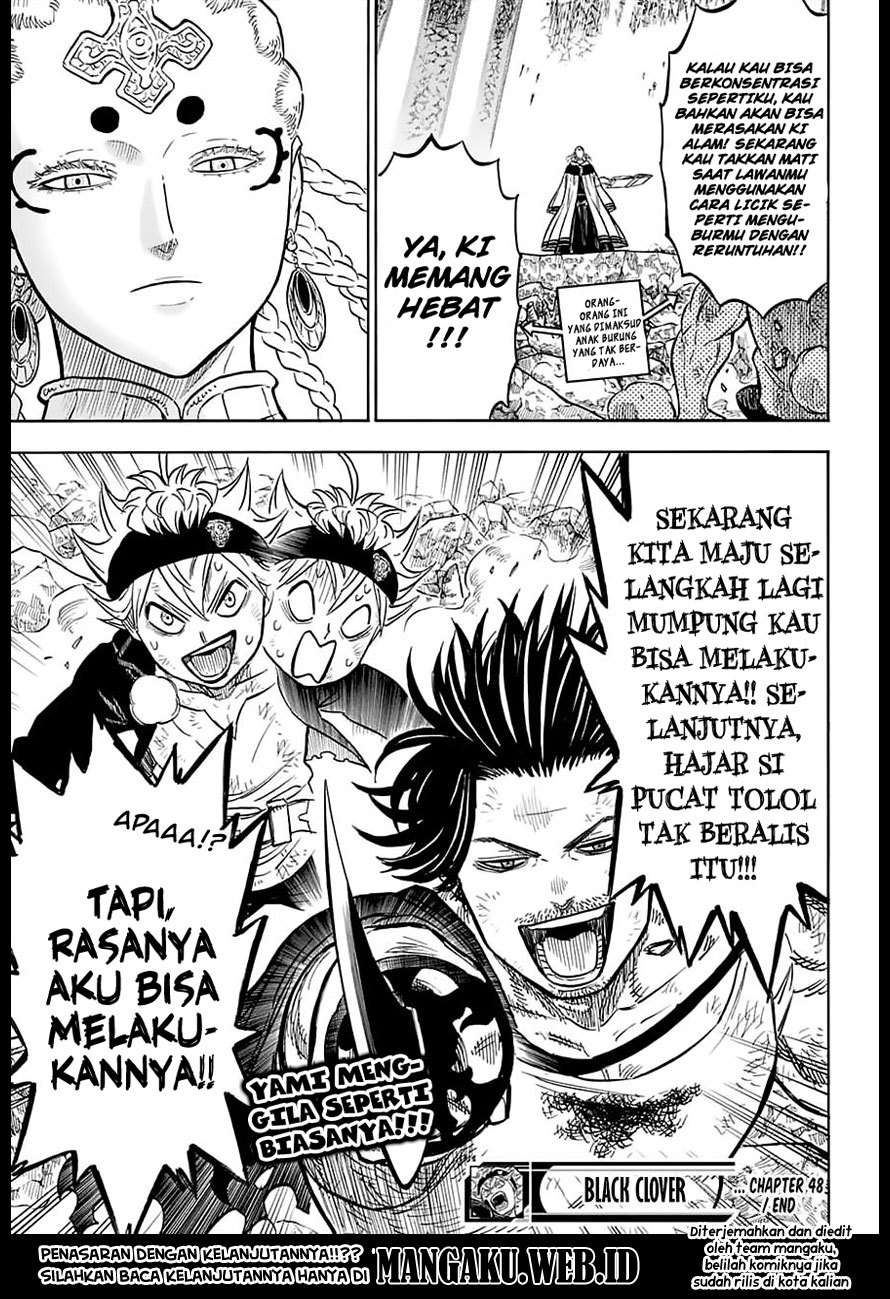 KALAU KAU BISA
BERKONSENTRASI
SEPERTIKU, KAU
BAHKAN AKAN BISA
MERASAKAN KI
ALAM! SEKARANG
KAU TAKKAN MATI
SAAT LAWANMU
MENGGUNAKAN
CARA LICIK SE-
PERTI MENGU-
BURMU DENGAN
RERUNTUHAN!!
ORANG-
ORANG INI
YANG DIMAKSUD
ANAK BURUNG
YANG TAK BER-
DAYA...
YA, KI
MEMANG
HEBAT
!!!
SEKARANG
KITA MAJU SE-
LANGKAH LAGI
MUMPUNG KAU
BISA MELAKU-
KANNYA!! SE-
LANJUTNYA,
HAJAR SI
PUCAT TOLOL
TAK BERALIS
ITU!!!
APAAA!?
TAPI,
RASANYA
AKU BISA
MELAKU-
KANNYA!!
YAMI MENG-
GILA SEPERTI
BIASANYA!!!
BLACK CLOVER
... CHAPTER 48
/ END
PENASARAN DENGAN KELANJUTANNYA!!??
SILAHKAN BACA KELANJUTANNYA HANYA DI
MANGAKU.WEB.ID
Diterjemahkan dan diedit
oleh team mangaku,
belilah komiknya jika
sudah rilis di kota kalian